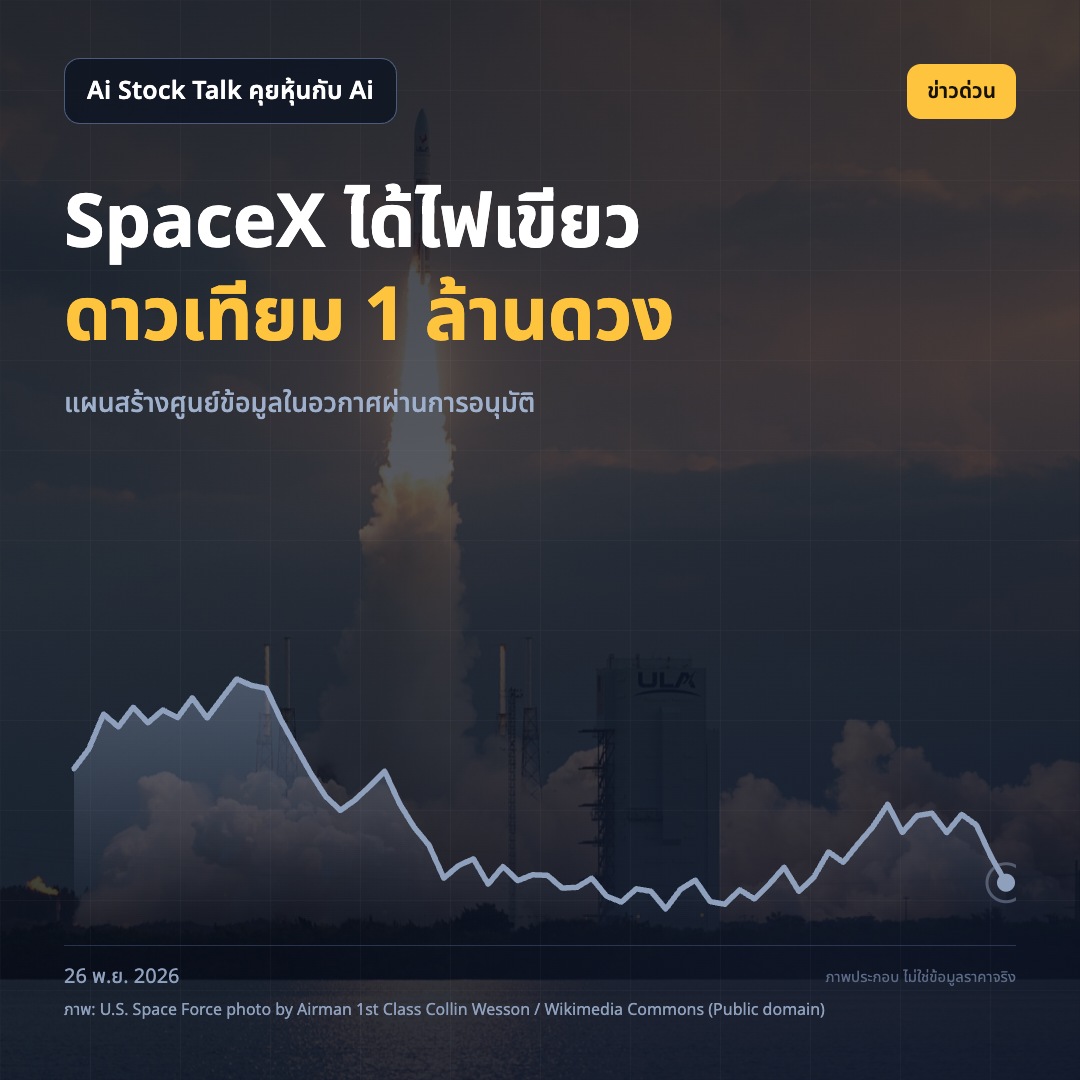 Ai Stock Talk คุยหุ้นกับ Ai
ข่าวด่วน
SpaceX ได้ไฟเขียว
ดาวเทียม 1 ล้านดวง
แผนสร้างศูนย์ข้อมูลในอวกาศผ่านการอนุมัติ
ULA
26 พ.ย. 2026
ภาพประกอบ ไม่ใช่ข้อมูลราคาจริง
ภาพ: U.S. Space Force photo by Airman 1st Class Collin Wesson / Wikimedia Commons (Public domain)